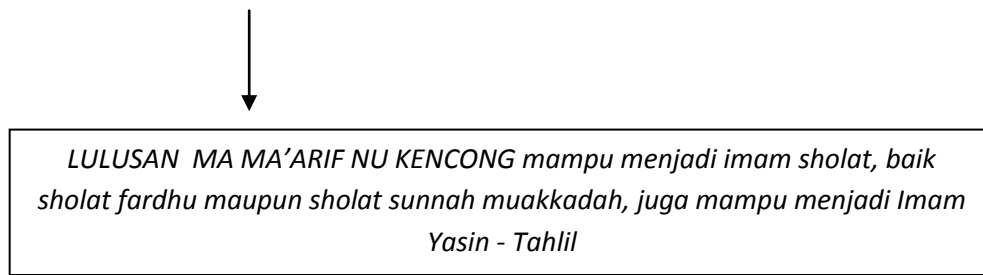 LULUSAN MA MA’ARIF NU KENCONG mampu menjadi imam sholat, baik
sholat fardhu maupun sholat sunnah muakkadah, juga mampu menjadi Imam
Yasin - Tahlil